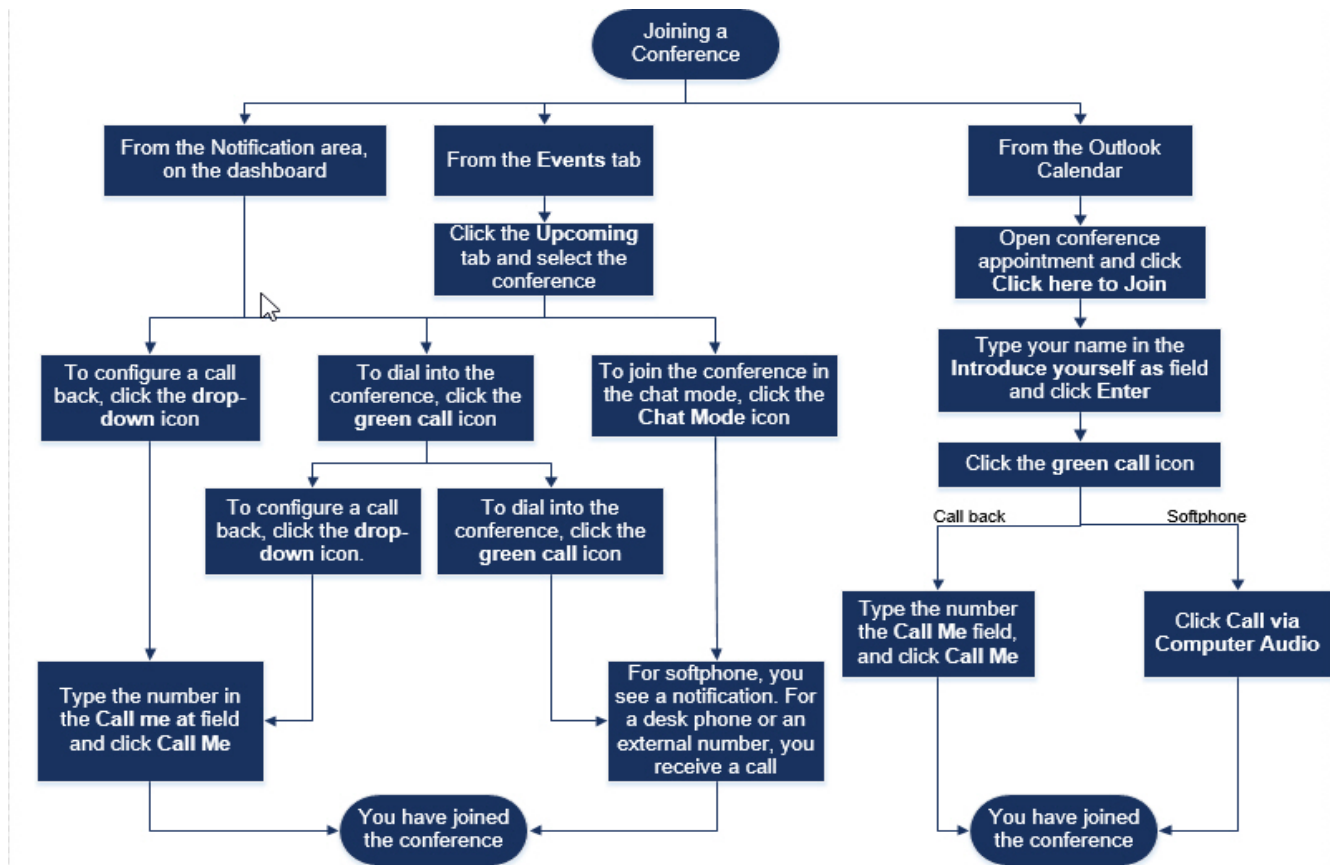 Joining a
Conference
From the Notification area,
on the dashboard
From the Events tab
From the Outlook
Calendar
Click the Upcoming
tab and select the
conference
Open conference
appointment and click
Click here to Join
To configure a call
back, click the drop-
down icon
To dial into the
conference, click the
green call icon
To join the conference in
the chat mode, click the
Chat Mode icon
Type your name in the
Introduce yourself as field
and click Enter
Click the green call icon
To configure a call
back, click the drop-
down icon.
To dial into the
conference, click the
green call icon
Call back
Softphone
Type the number
the Call Me field,
and click Call Me
Click Call via
Computer Audio
Type the number in
the Call me at field
and click Call Me
For softphone, you
see a notification. For
a desk phone or an
external number, you
receive a call
You have joined
the conference
You have joined
the conference